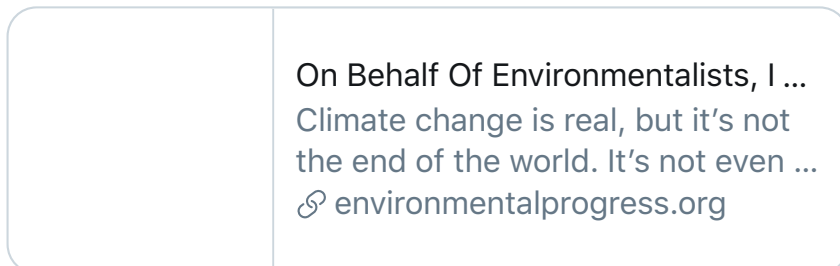 On Behalf Of Environmentalists, I ...
Climate change is real, but it’s not
the end of the world. It’s not even ...
environmentalprogress.org